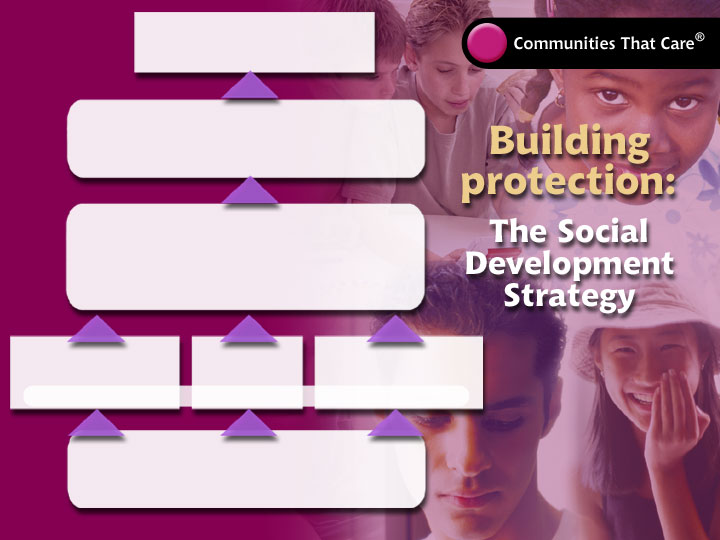 Communities That Care®
Building
protection:
The Social
Development
Strategy